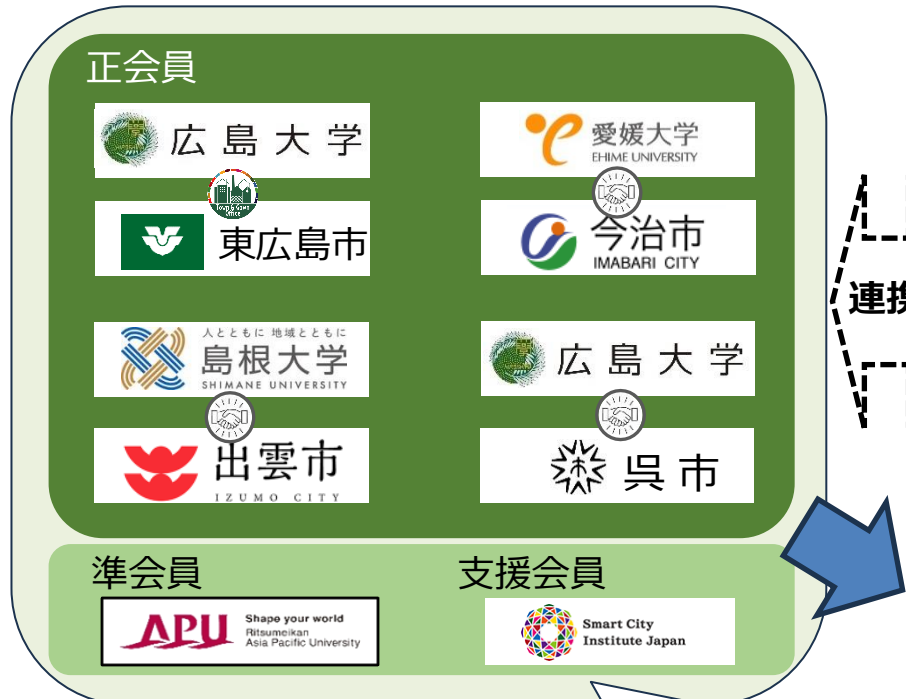 正会員
広島大学
Town & Gown
Office
東広島市
愛媛大学
EHIME UNIVERSITY
今治市
IMABARI CITY
人とともに 地域とともに
島根大学
SHIMANE UNIVERSITY
出雲市
IZUMO CITY
広島大学
呉市
連携
準会員
APU
Shape your world
Ritsumeikan
Asia Pacific University
支援会員
Smart City
Institute Japan